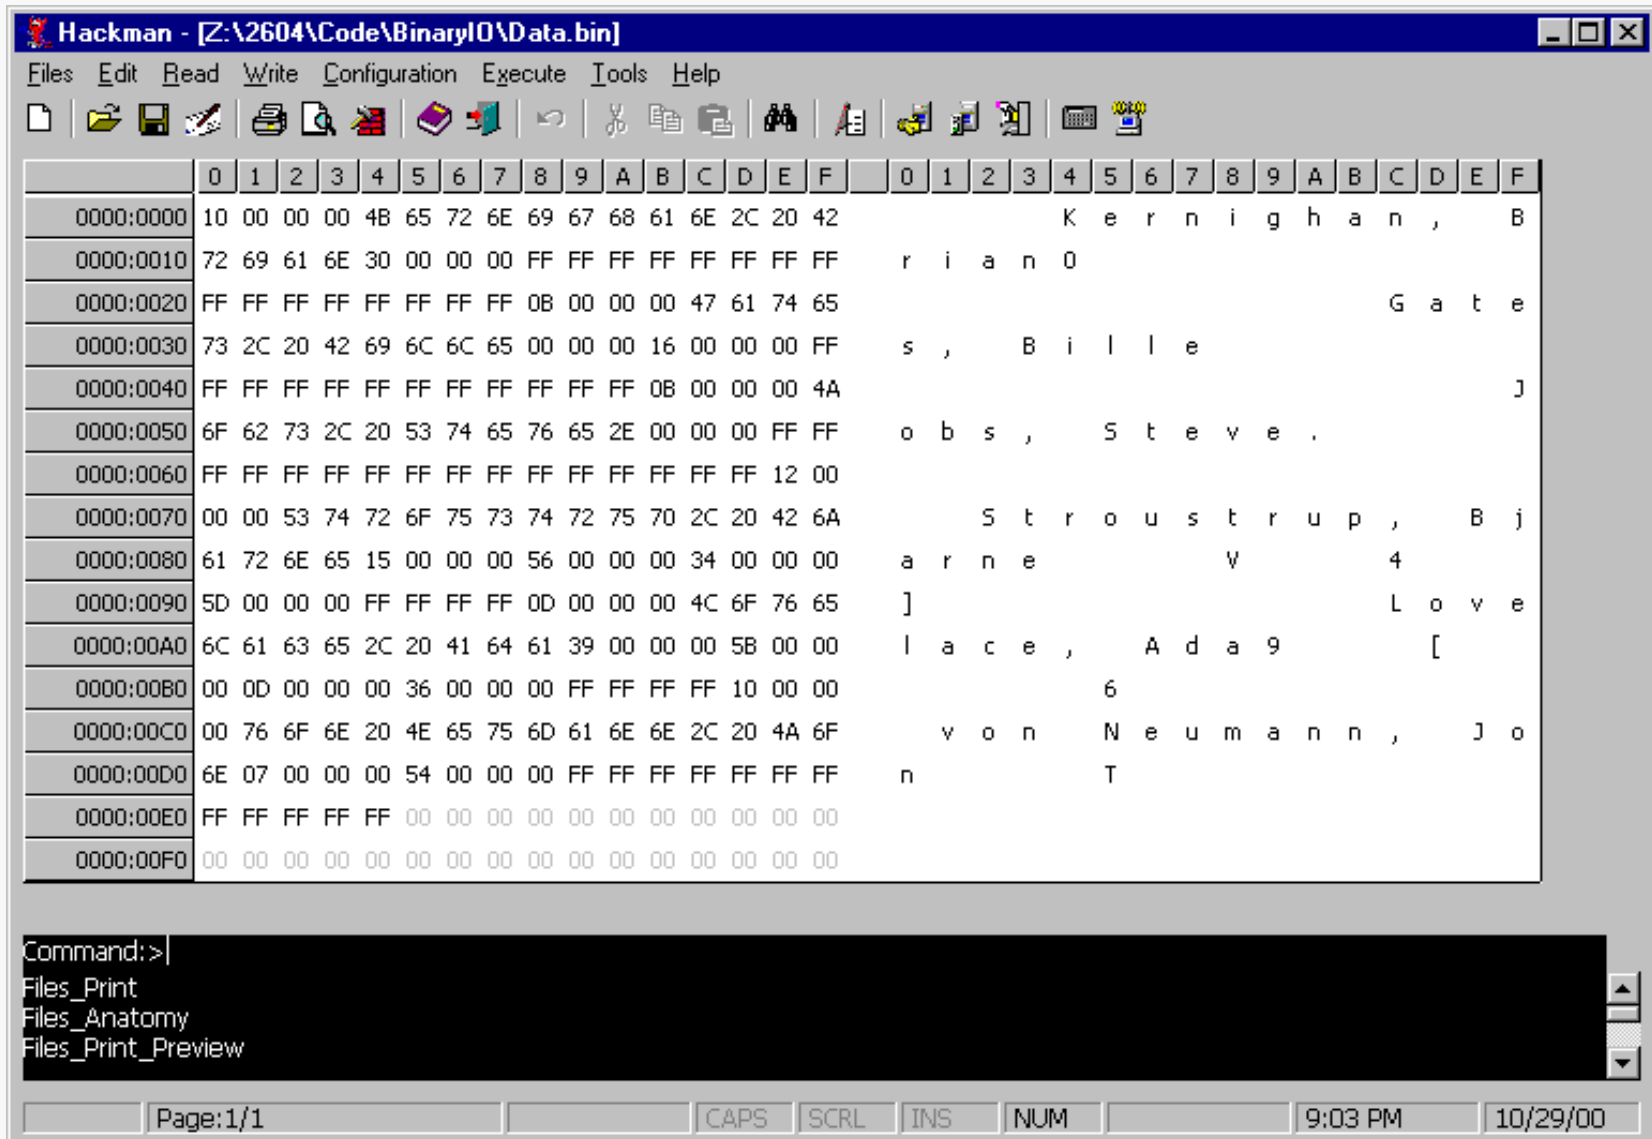 Hackman - [Z:\2604\Code\BinaryIO\Data.bin]
Files Edit Read Write Configuration Execute Tools Help
0 1 2 3 4 5 6 7 8 9 A B C D E F 0 1 2 3 4 5 6 7 8 9 A B C D E F
0000:0000 10 00 00 00 4B 65 72 6E 69 67 68 61 6E 2C 20 42 K e r n i g h a n , B
0000:0010 72 69 61 6E 30 00 00 00 FF FF FF FF FF FF FF FF r i a n 0
0000:0020 FF FF FF FF FF FF FF FF 0B 00 00 00 47 61 74 65 G a t e
0000:0030 73 2C 20 42 69 6C 6C 65 00 00 00 16 00 00 00 FF s , B i l l e
0000:0040 FF FF FF FF FF FF FF FF FF FF FF 0B 00 00 00 4A J
0000:0050 6F 62 73 2C 20 53 74 65 76 65 2E 00 00 00 FF FF o b s , S t e v e .
0000:0060 FF FF FF FF FF FF FF FF FF FF FF FF FF FF 12 00
0000:0070 00 00 53 74 72 6F 75 73 74 72 75 70 2C 20 42 6A S t r o u s t r u p , B j
0000:0080 61 72 6E 65 15 00 00 00 56 00 00 00 34 00 00 00 a r n e V 4
0000:0090 5D 00 00 00 FF FF FF FF 0D 00 00 00 4C 6F 76 65 ] L o v e
0000:00A0 6C 61 63 65 2C 20 41 64 61 39 00 00 00 5B 00 00 l a c e , A d a 9 [
0000:00B0 00 0D 00 00 00 36 00 00 00 FF FF FF FF 10 00 00 6
0000:00C0 00 76 6F 6E 20 4E 65 75 6D 61 6E 6E 2C 20 4A 6F v o n N e u m a n n , J o
0000:00D0 6E 07 00 00 00 54 00 00 00 FF FF FF FF FF FF FF n T
0000:00E0 FF FF FF FF FF 00 00 00 00 00 00 00 00 00 00 00
0000:00F0 00 00 00 00 00 00 00 00 00 00 00 00 00 00 00 00
Command:>
Files_Print
Files_Anatomy
Files_Print_Preview
Page:1/1 CAPS SCRL INS NUM 9:03 PM 10/29/00